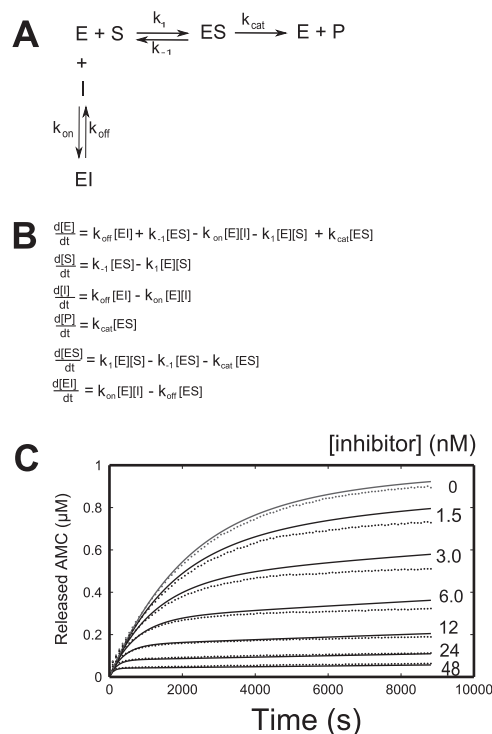 A
E + S k₁ k₋₁ ES kcat E + P
+
I
kon koff
EI
B
d[E]/dt = koff[EI] + k₋₁[ES] - kon[E][I] - k₁[E][S] + kcat[ES]
d[S]/dt = k₋₁[ES] - k₁[E][S]
d[I]/dt = koff[EI] - kon[E][I]
d[P]/dt = kcat[ES]
d[ES]/dt = k₁[E][S] - k₋₁[ES] - kcat[ES]
d[EI]/dt = kon[E][I] - koff[ES]
C
[inhibitor] (nM)
Released AMC (µM)
1
0.8
0.6
0.4
0.2
0
0
1.5
3.0
6.0
12
24
48
0 2000 4000 6000 8000 10000
Time (s)